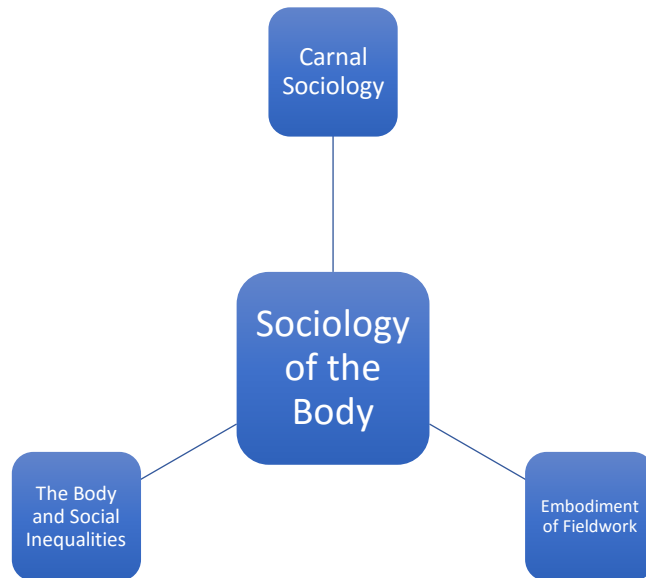 Carnal
Sociology
Sociology
of the
Body
The Body
and Social
Inequalities
Embodiment
of Fieldwork